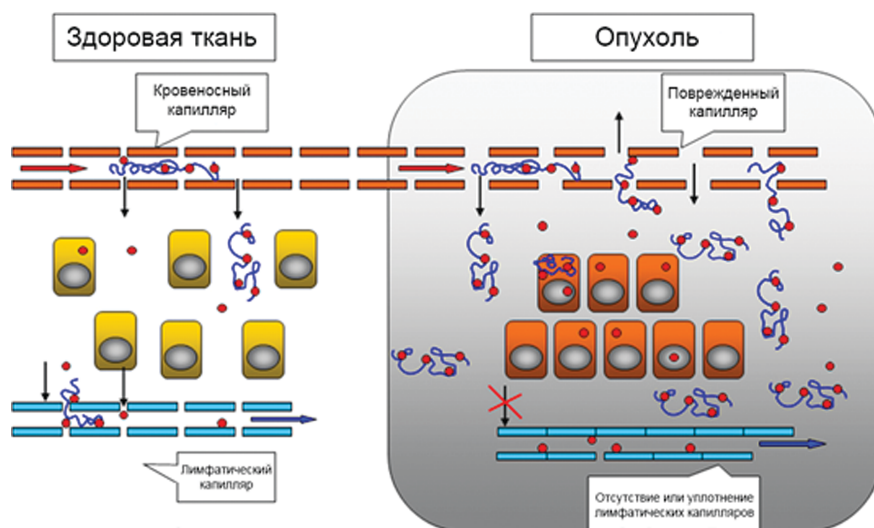 Здоровая ткань
Опухоль
Кровеносный
капилляр
Поврежденный
капилляр
Лимфатический
капилляр
Отсутствие или уплотнение
лимфатических капилляров